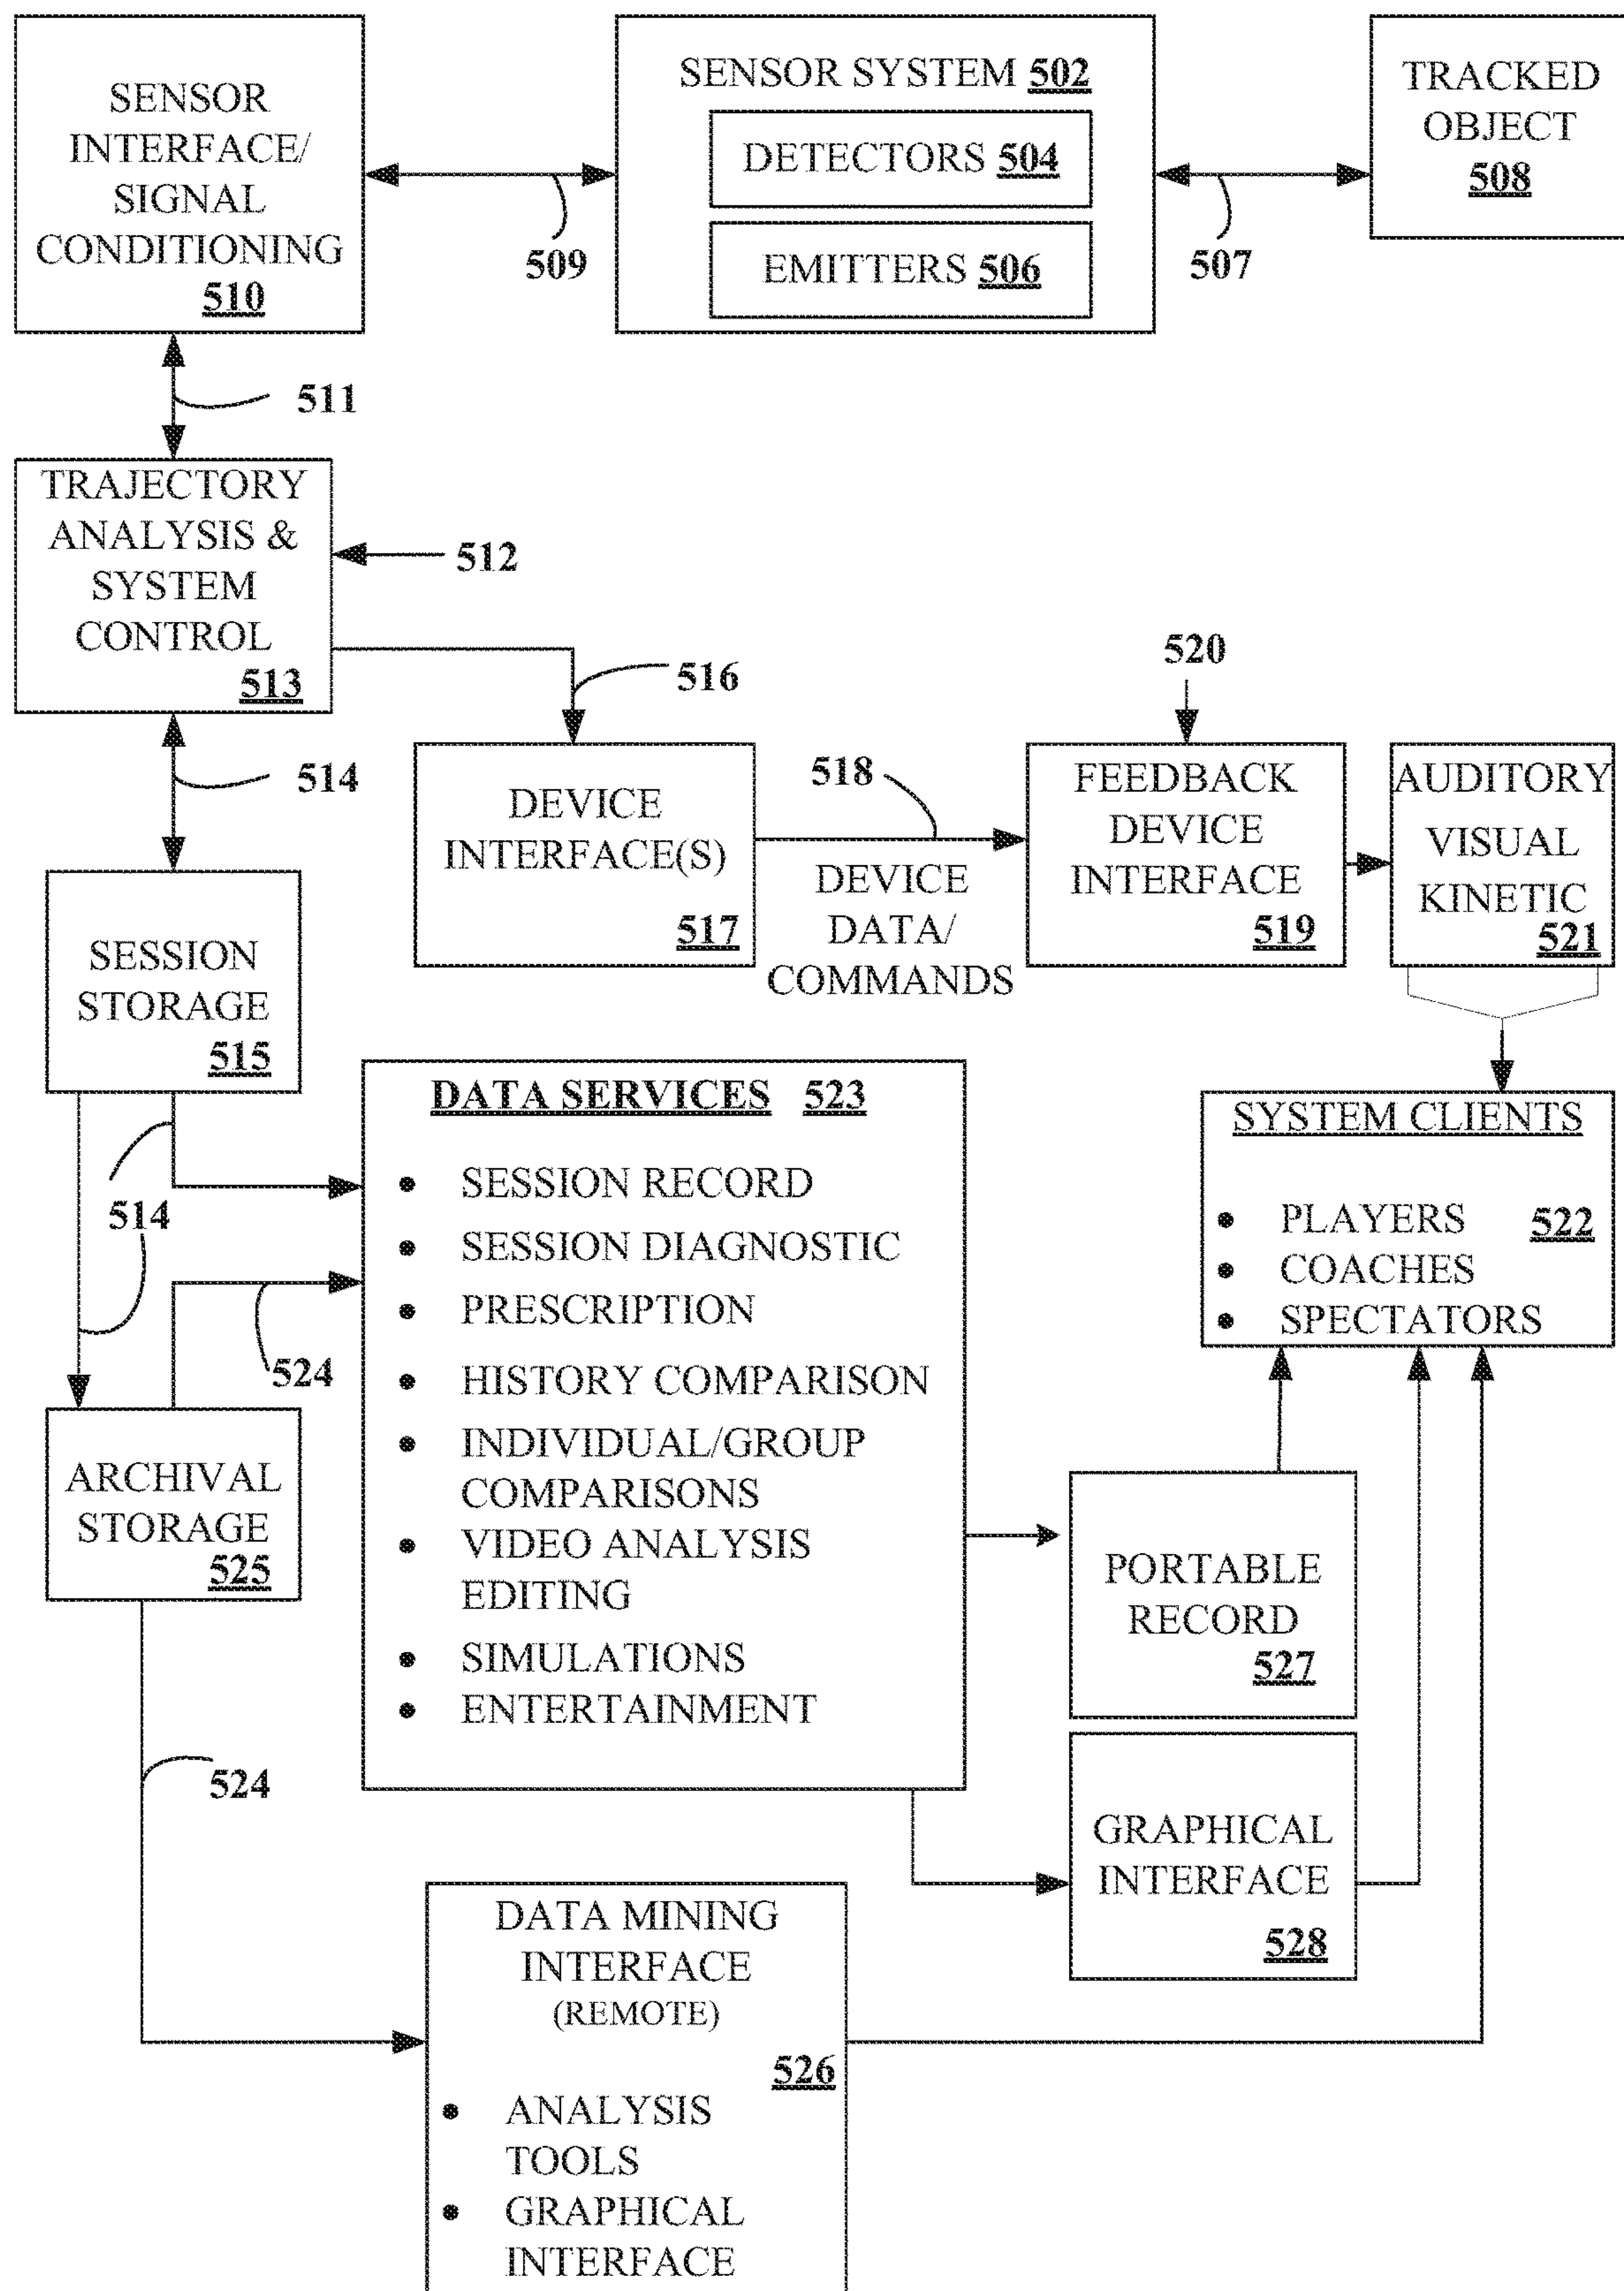 SENSOR
INTERFACE/
SIGNAL
CONDITIONING
510
509
SENSOR SYSTEM 502
DETECTORS 504
EMITTERS 506
507
TRACKED
OBJECT
508
511
TRAJECTORY
ANALYSIS &
SYSTEM
CONTROL
513
512
516
514
DEVICE
INTERFACE(S)
517
518
DEVICE
DATA/
COMMANDS
520
FEEDBACK
DEVICE
INTERFACE
519
AUDITORY
VISUAL
KINETIC
521
SESSION
STORAGE
515
514
524
DATA SERVICES 523
• SESSION RECORD
• SESSION DIAGNOSTIC
• PRESCRIPTION
• HISTORY COMPARISON
• INDIVIDUAL/GROUP
COMPARISONS
• VIDEO ANALYSIS
EDITING
• SIMULATIONS
• ENTERTAINMENT
SYSTEM CLIENTS
522
• PLAYERS
• COACHES
• SPECTATORS
ARCHIVAL
STORAGE
525
524
PORTABLE
RECORD
527
GRAPHICAL
INTERFACE
528
DATA MINING
INTERFACE
(REMOTE)
526
• ANALYSIS
TOOLS
• GRAPHICAL
INTERFACE